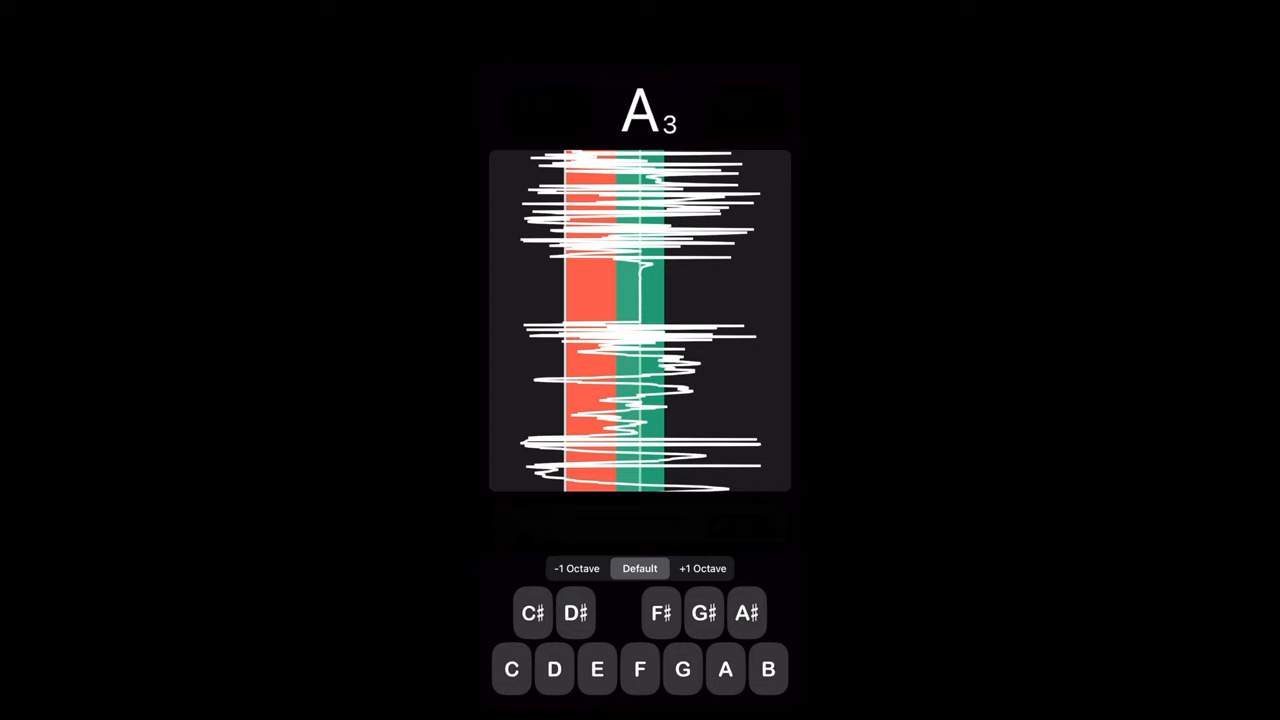 A3
-1 Octave Default +1 Octave
C♯ D♯ F♯ G♯ A♯
C D E F G A B